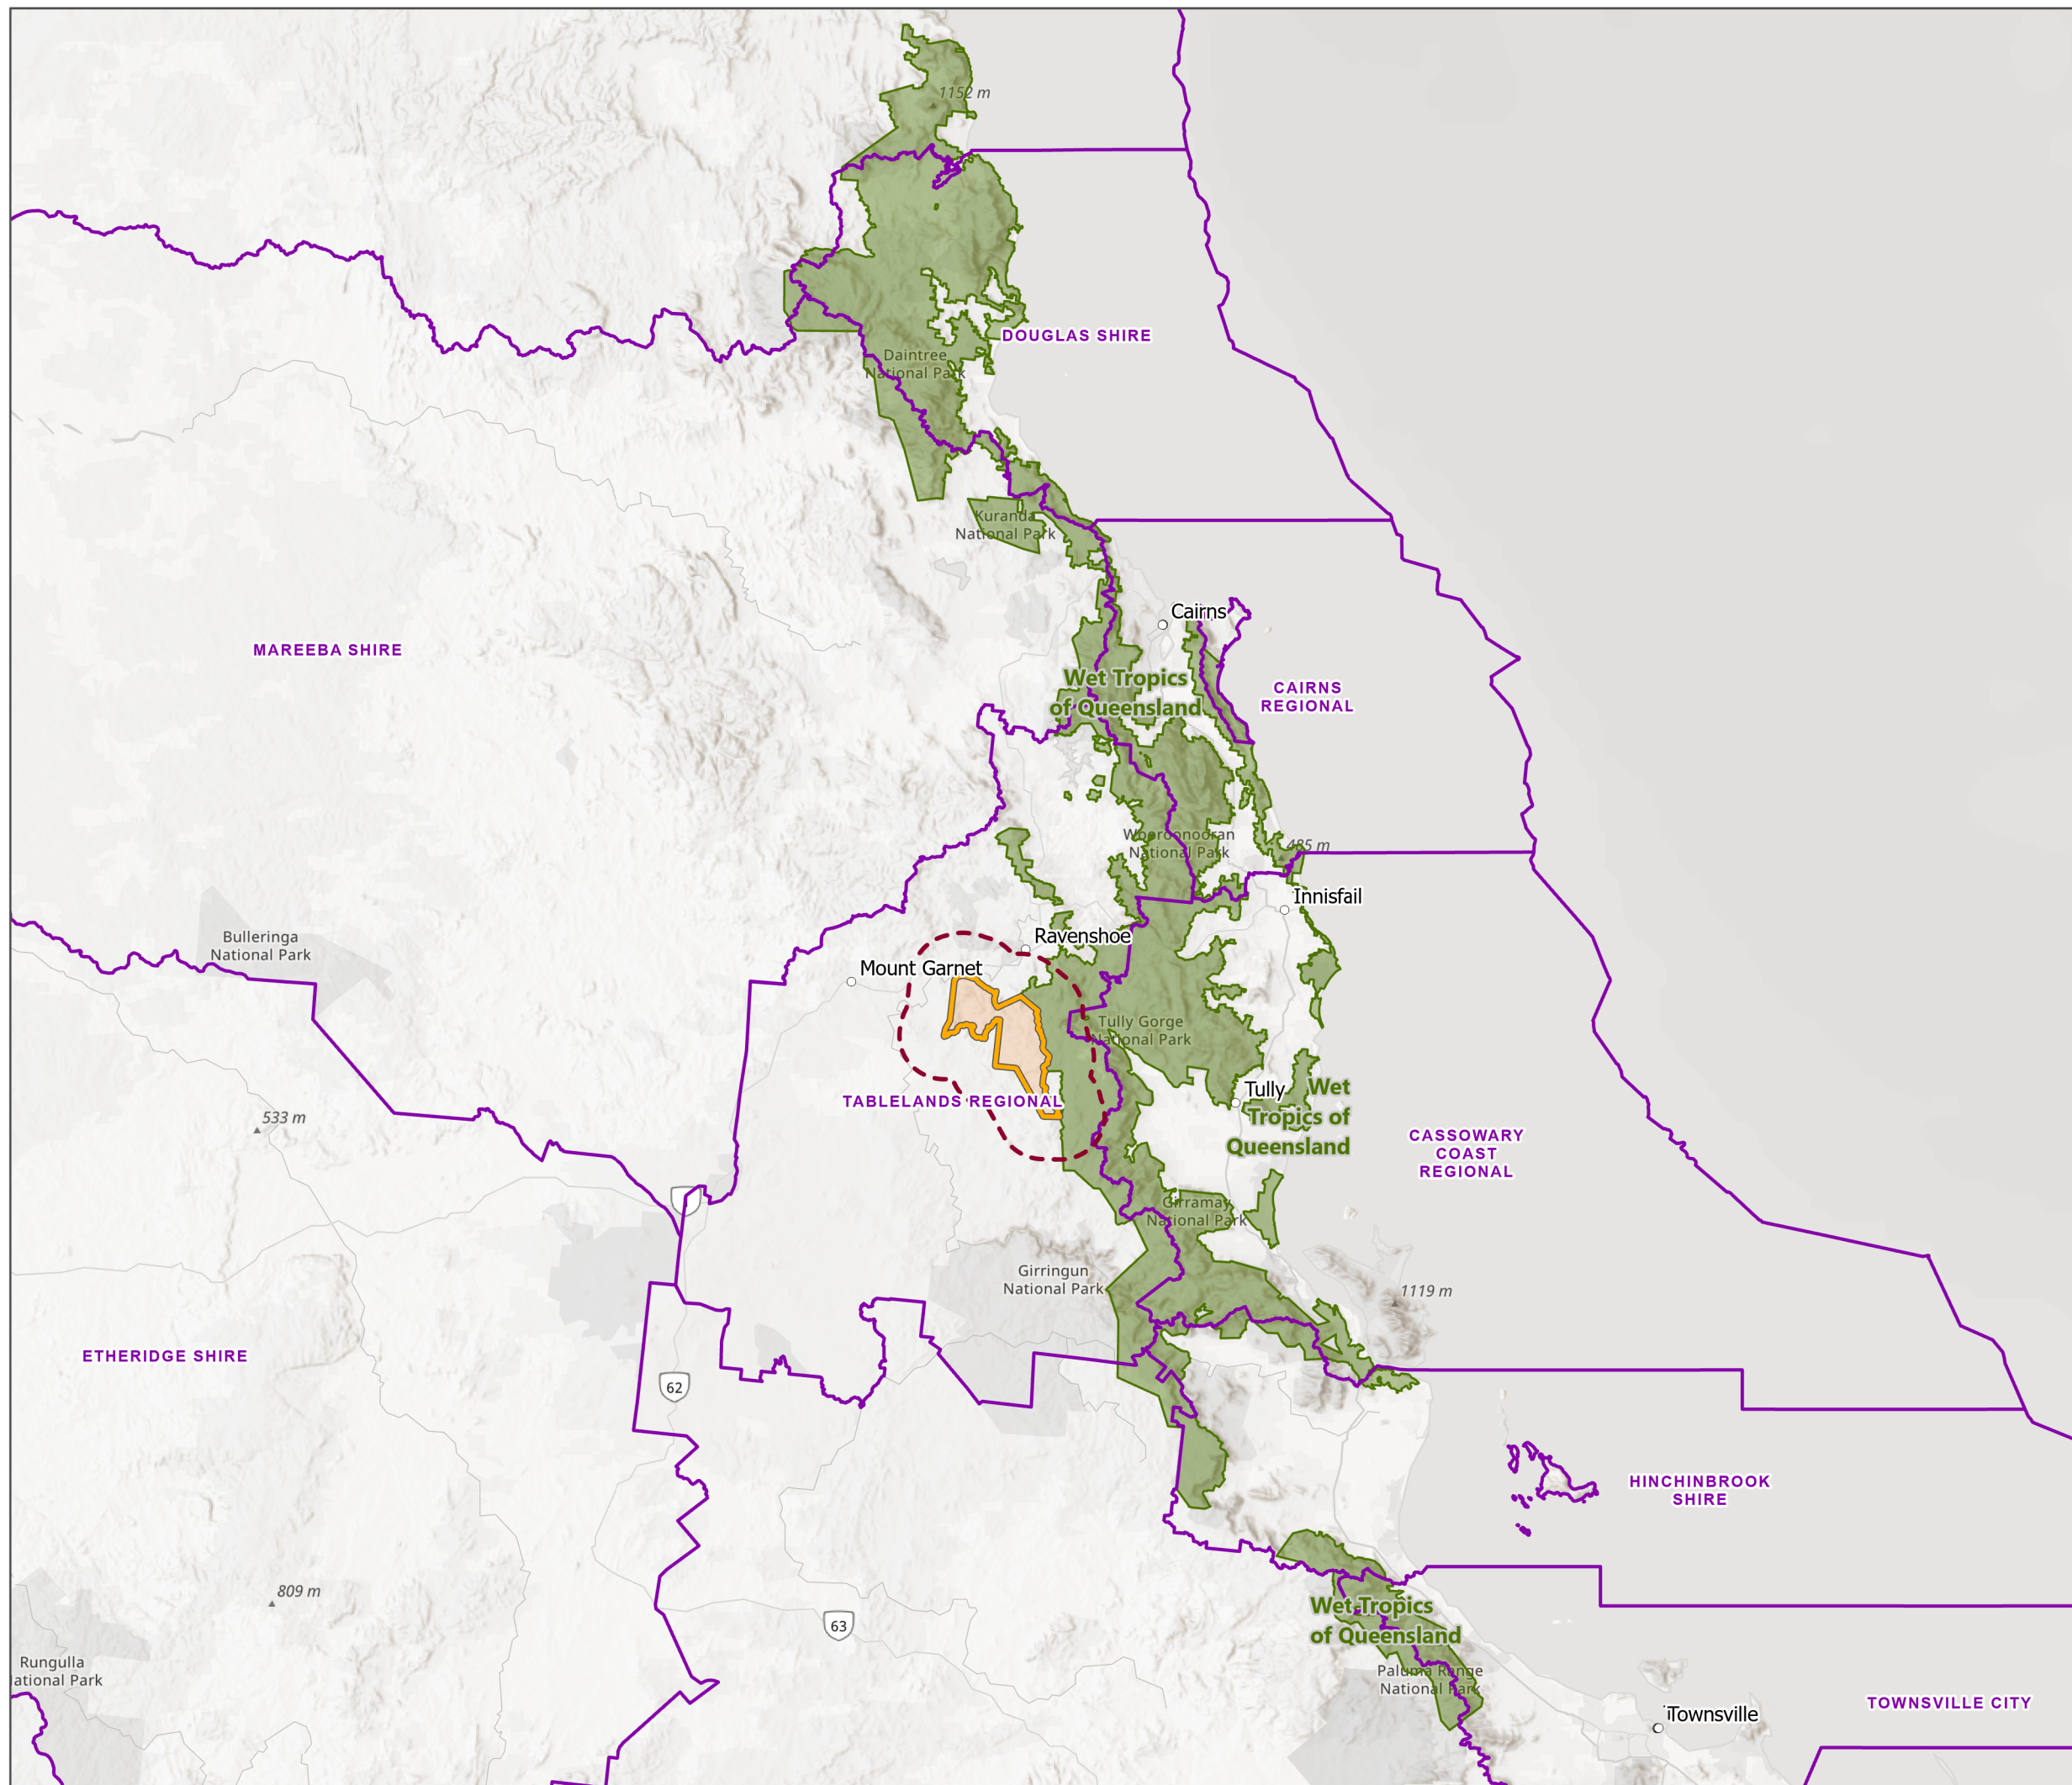 1152 m
DOUGLAS SHIRE
Daintree
National Park
Kuranda
National Park
Cairns
MAREEBA SHIRE
Wet Tropics
of Queensland
CAIRNS
REGIONAL
Wooroonooran
National Park
485 m
Innisfail
Bulleringa
National Park
Ravenshoe
Mount Garnet
Tully Gorge
National Park
TABLELANDS REGIONAL
Tully
Wet
Tropics of
Queensland
533 m
CASSOWARY
COAST
REGIONAL
Girramay
National Park
Girringun
National Park
1119 m
ETHERIDGE SHIRE
62
HINCHINBROOK
SHIRE
809 m
63
Wet Tropics
of Queensland
Rungulla
National Park
Paluma Range
National Park
TOWNSVILLE CITY
Townsville